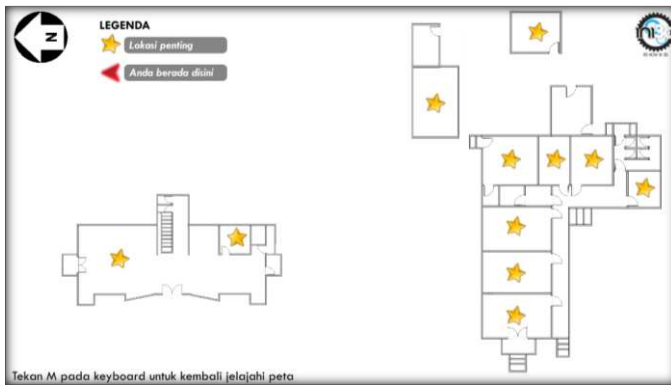 LEGENDA
N
Lokasi penting
Anda berada disini
Tekan M pada keyboard untuk kembali jelajahi peta